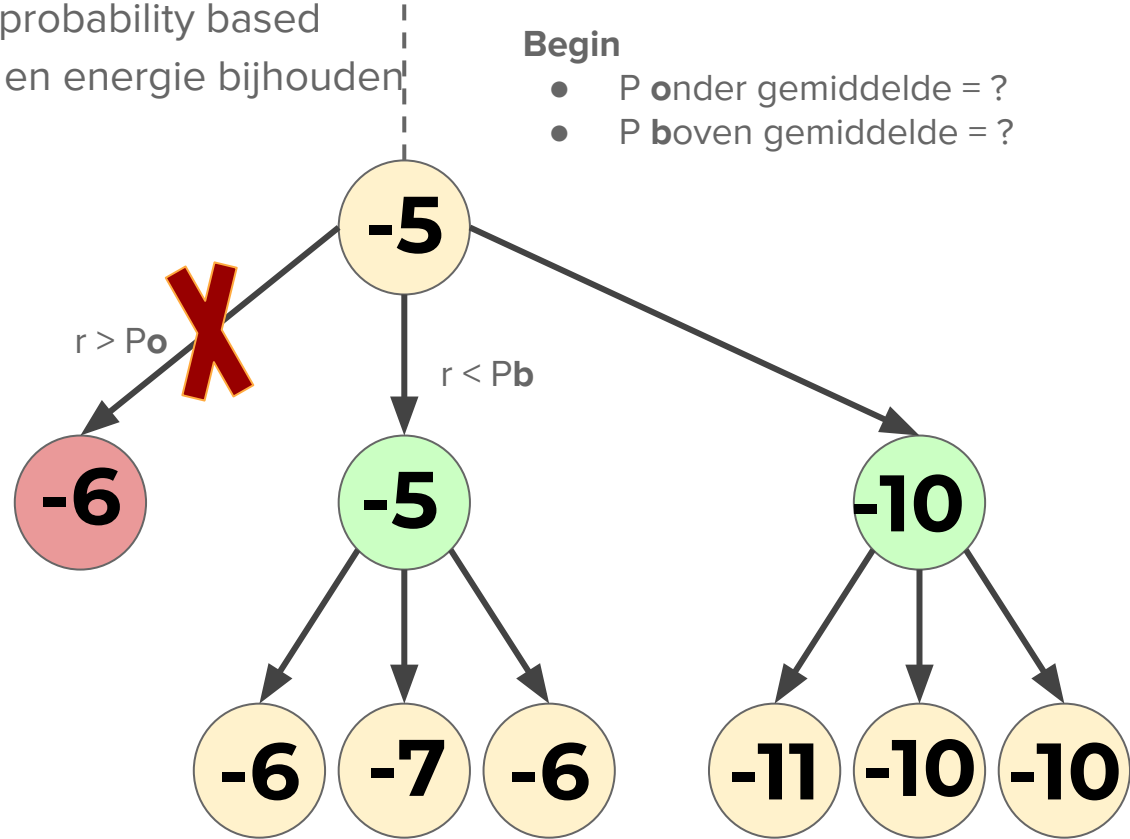 probability based
en energie bijhouden
Begin
● P onder gemiddelde = ?
● P boven gemiddelde = ?
-5
r > Po
r < Pb
-6
-5
-10
-6
-7
-6
-11
-10
-10